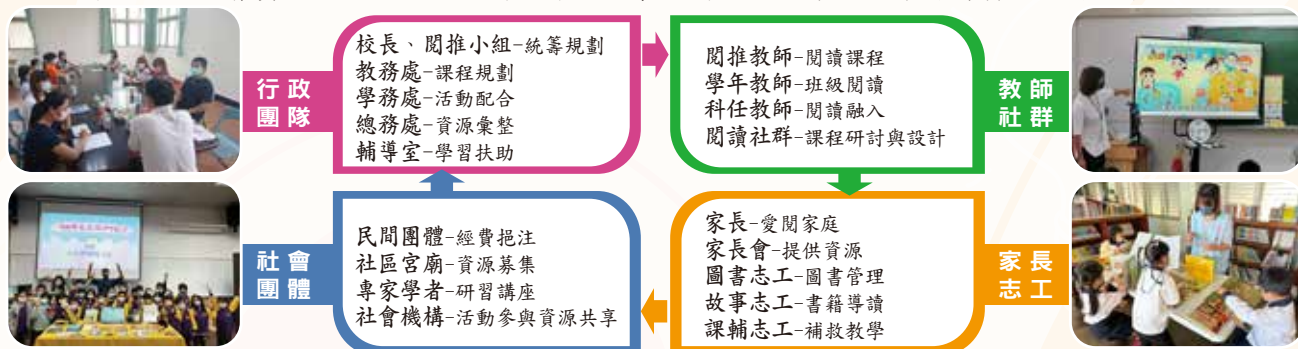 行政
團隊
校長、閱推小組-統籌規劃
教務處-課程規劃
學務處-活動配合
總務處-資源彙整
輔導室-學習扶助
閱推教師-閱讀課程
學年教師-班級閱讀
科任教師-閱讀融入
閱讀社群-課程研討與設計
教師
社群
社會
團體
民間團體-經費挹注
社區宮廟-資源募集
專家學者-研習講座
社會機構-活動參與資源共享
家長-愛閱家庭
家長會-提供資源
圖書志工-圖書管理
故事志工-書籍導讀
課輔志工-補救教學
家長
志工